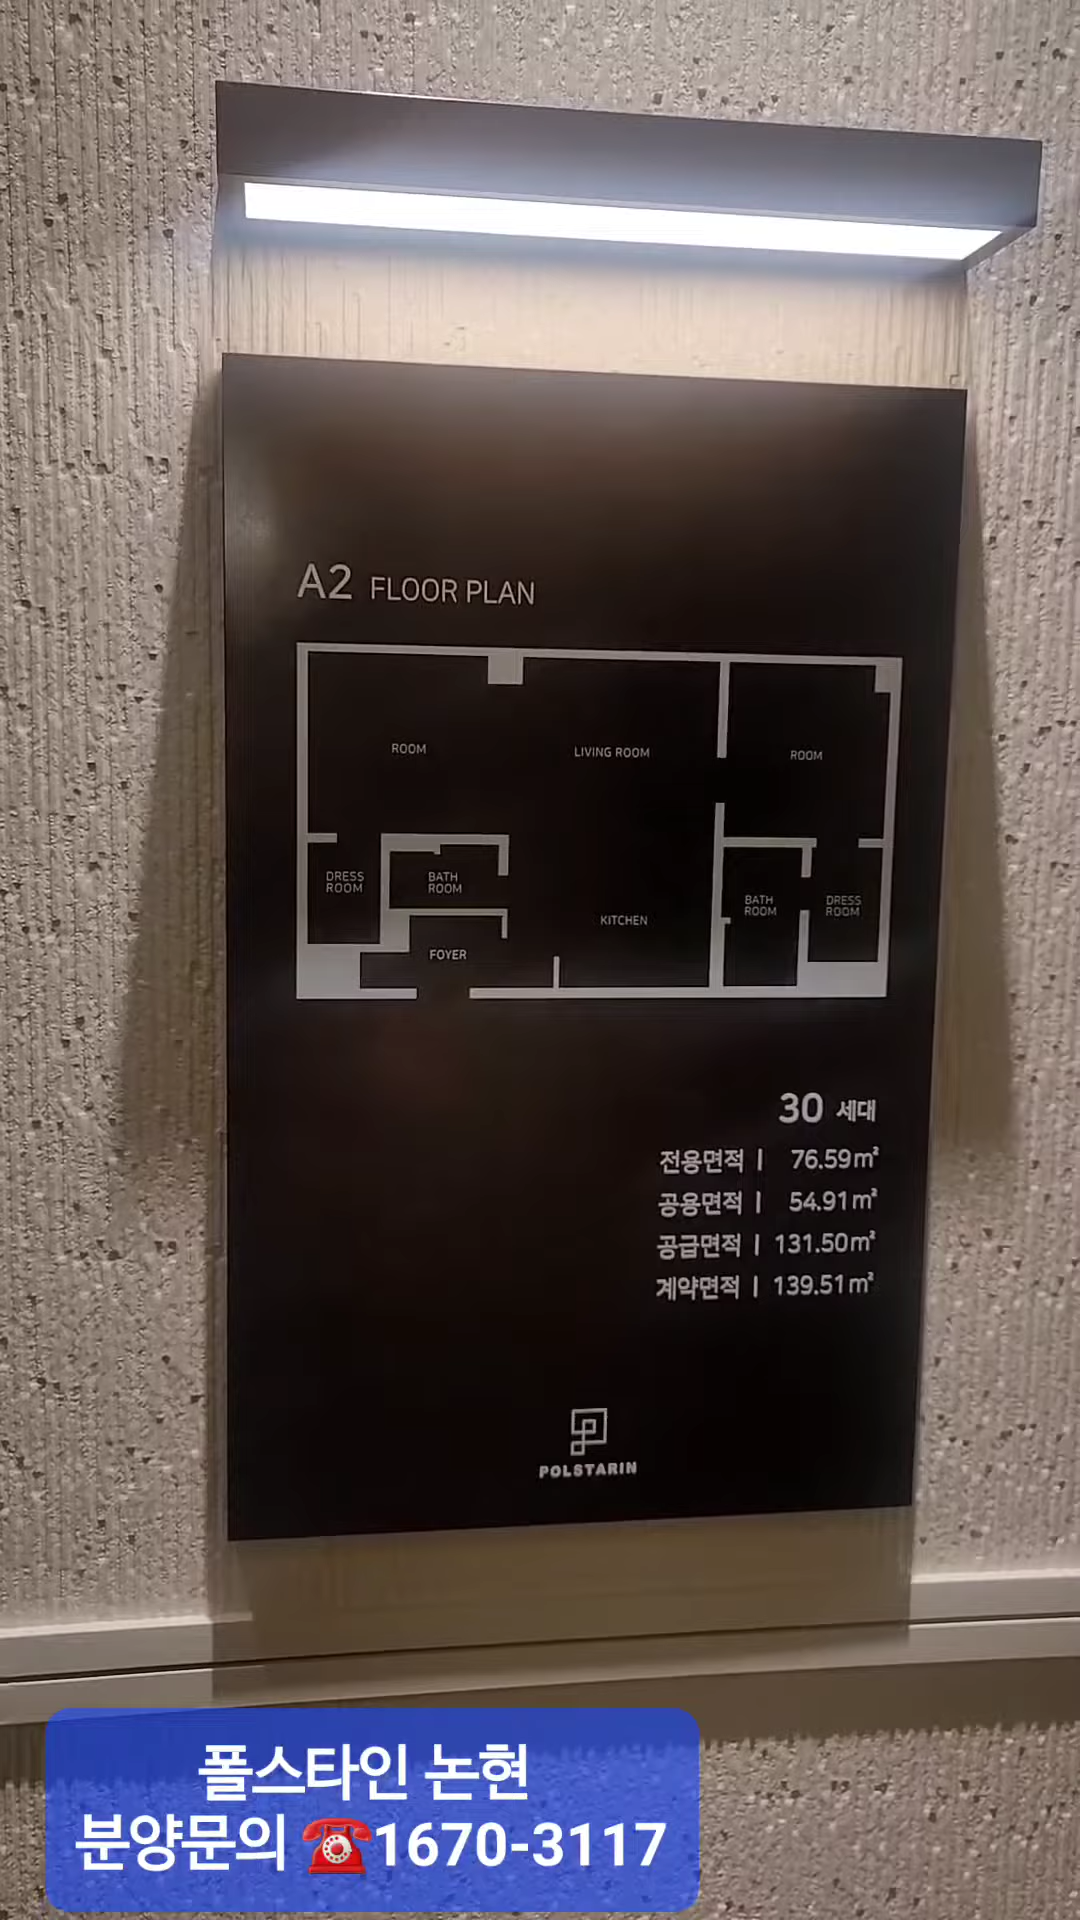 A2 FLOOR PLAN
ROOM
LIVING ROOM
ROOM
DRESS
ROOM
BATH
ROOM
BATH
ROOM
DRESS
ROOM
KITCHEN
FOYER
30 세대
전용면적 | 76.59㎡
공용면적 | 54.91㎡
공급면적 | 131.50㎡
계약면적 | 139.51㎡
POLSTARIN
폴스타인 논현
분양문의 ☎1670-3117